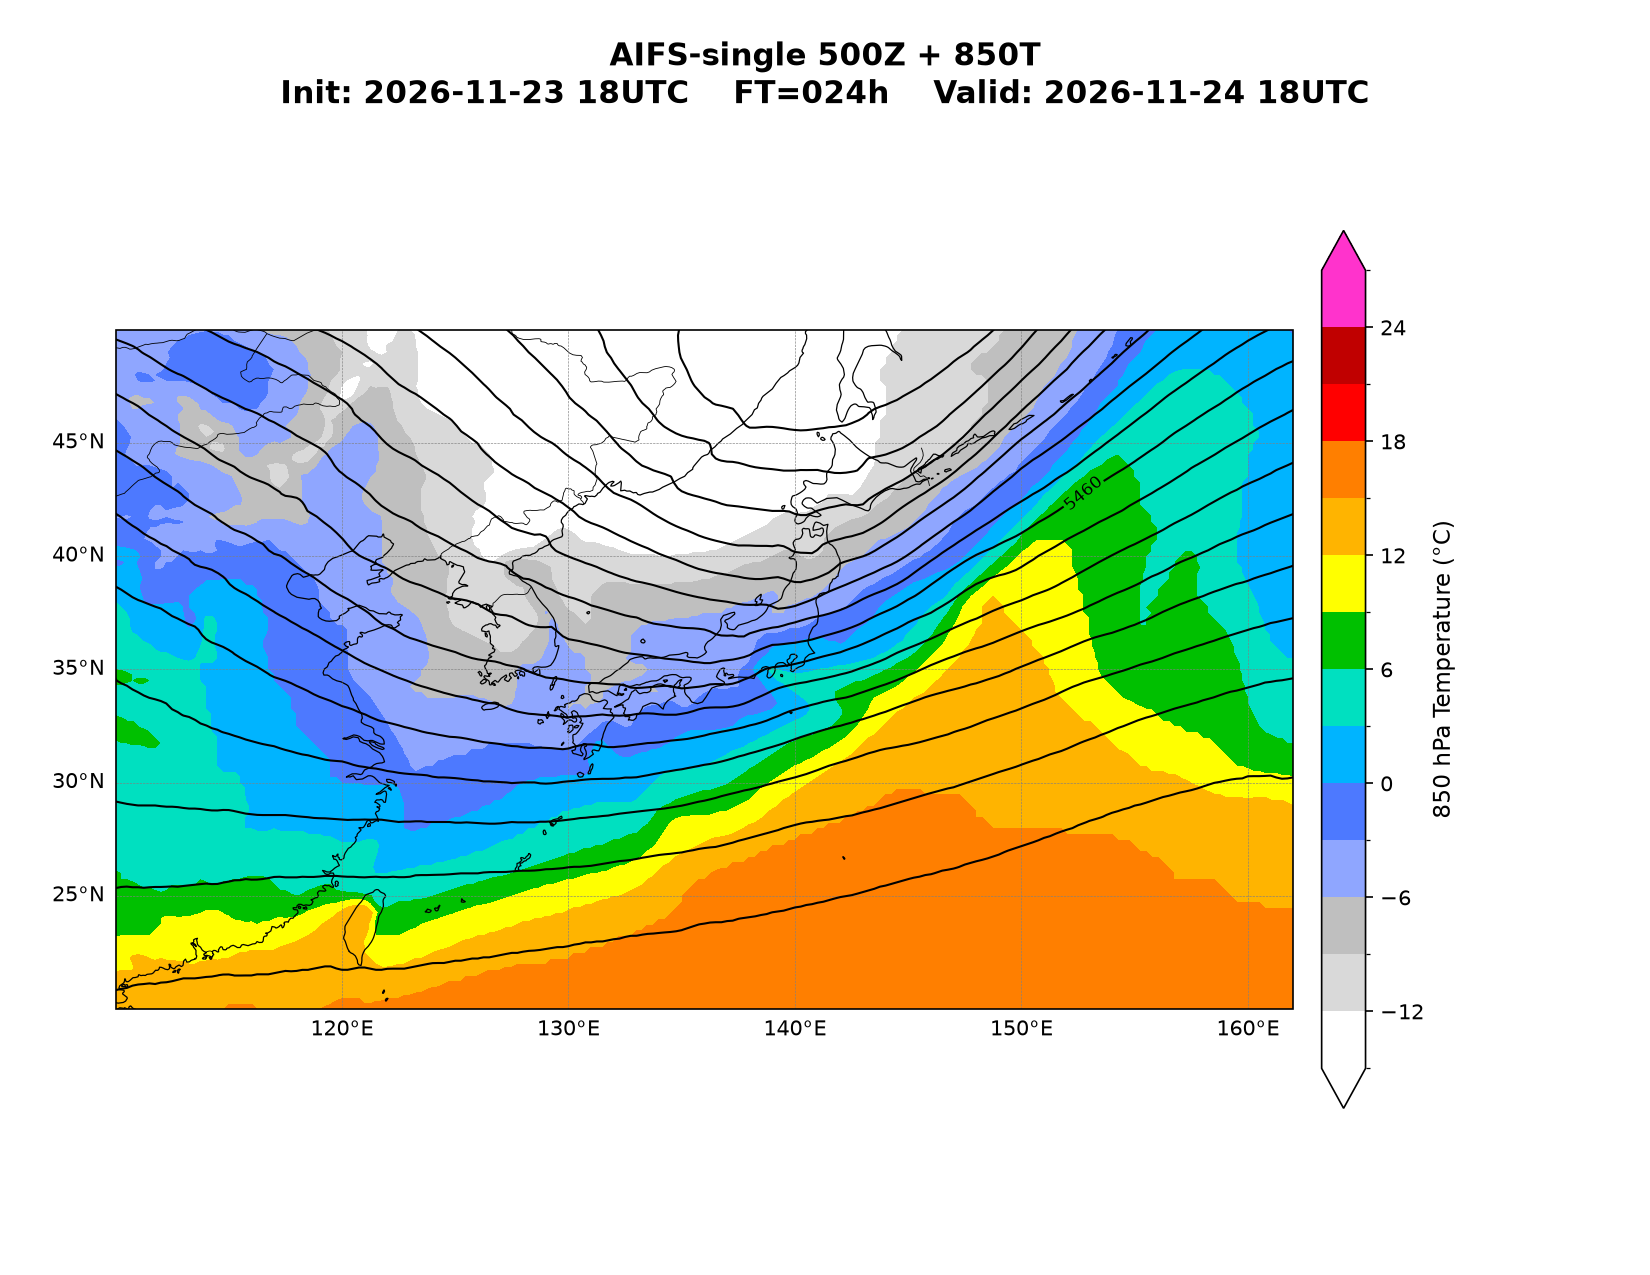 AIFS-single 500Z + 850T
Init: 2026-11-23 18UTC    FT=024h    Valid: 2026-11-24 18UTC
45°N
40°N
35°N
30°N
25°N
5460
120°E
130°E
140°E
150°E
160°E
24
18
12
6
0
−6
−12
850 hPa Temperature (°C)